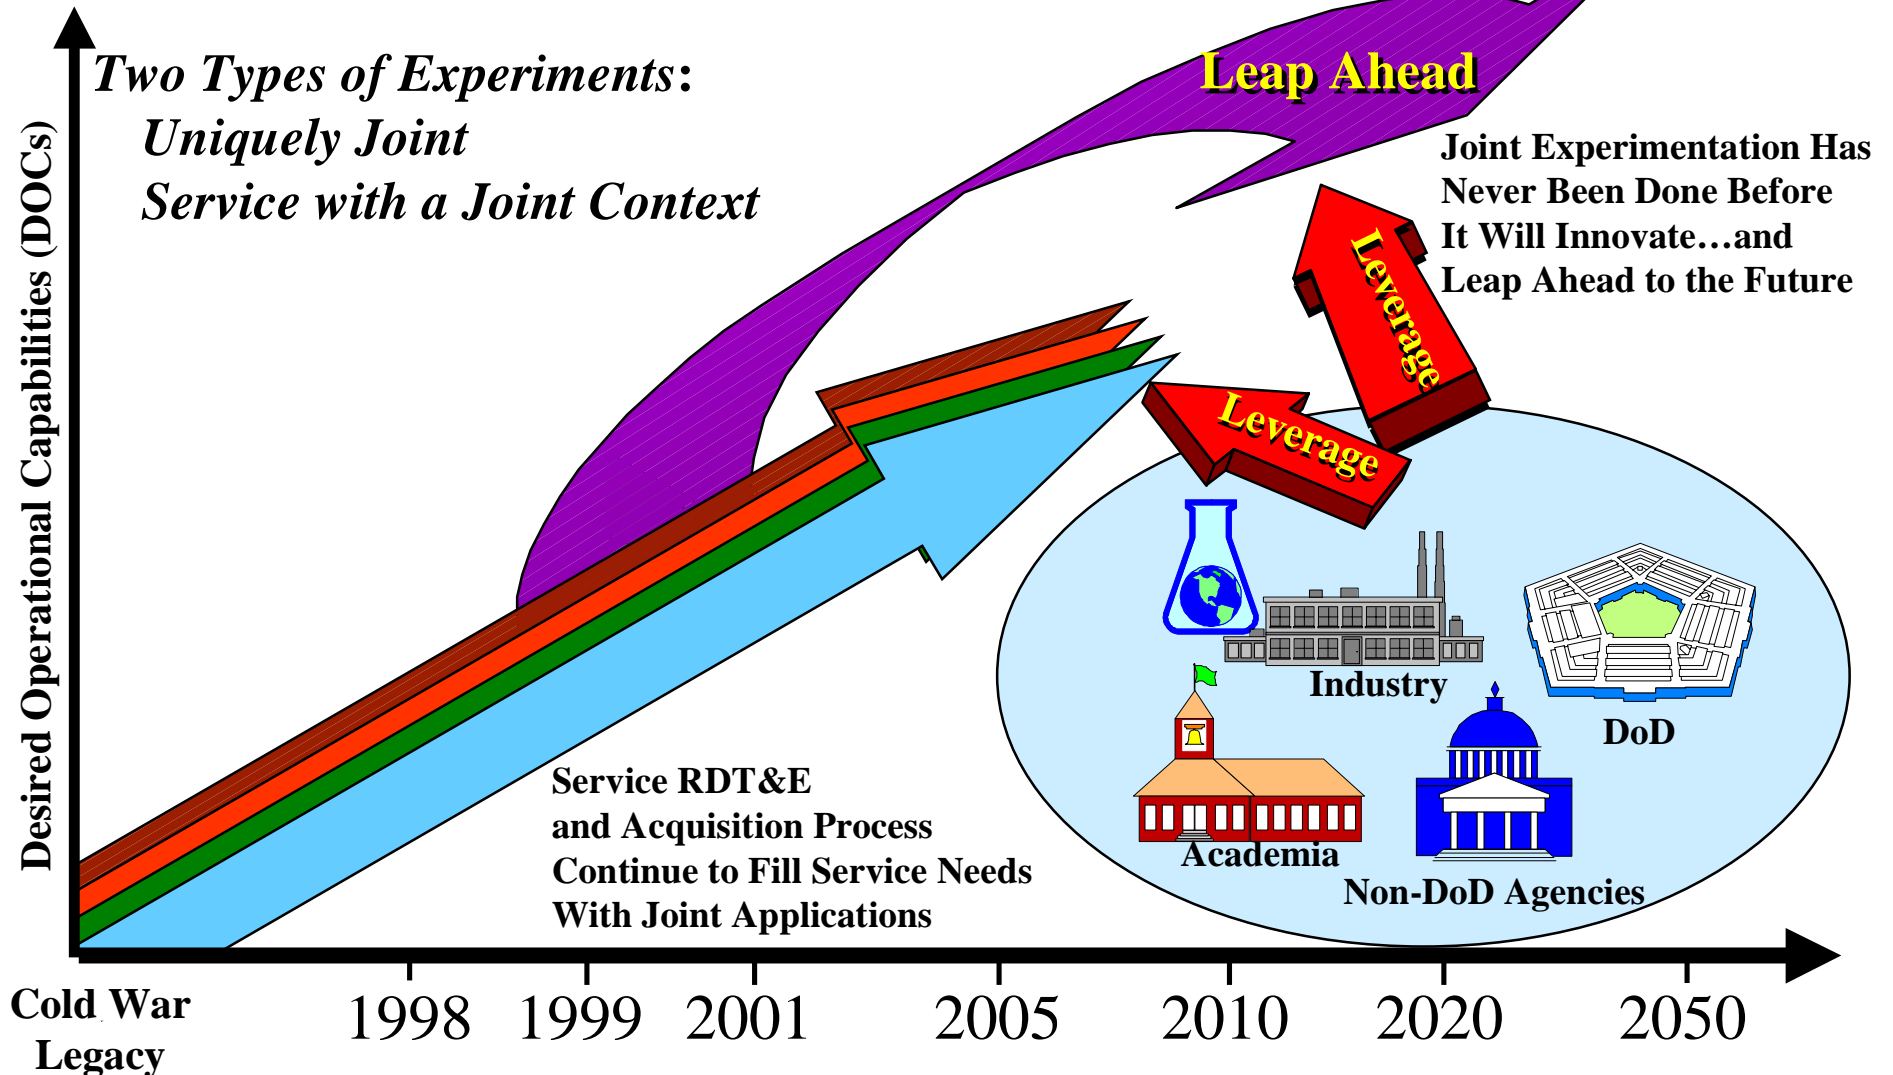 Two Types of Experiments:
Uniquely Joint
Service with a Joint Context
Leap Ahead
Joint Experimentation Has
Never Been Done Before
It Will Innovate…and
Leap Ahead to the Future
Desired Operational Capabilities (DOCs)
Leverage
Leverage
Industry
DoD
Academia
Non-DoD Agencies
Service RDT&E
and Acquisition Process
Continue to Fill Service Needs
With Joint Applications
Cold War
Legacy
1998 1999 2001 2005 2010 2020 2050